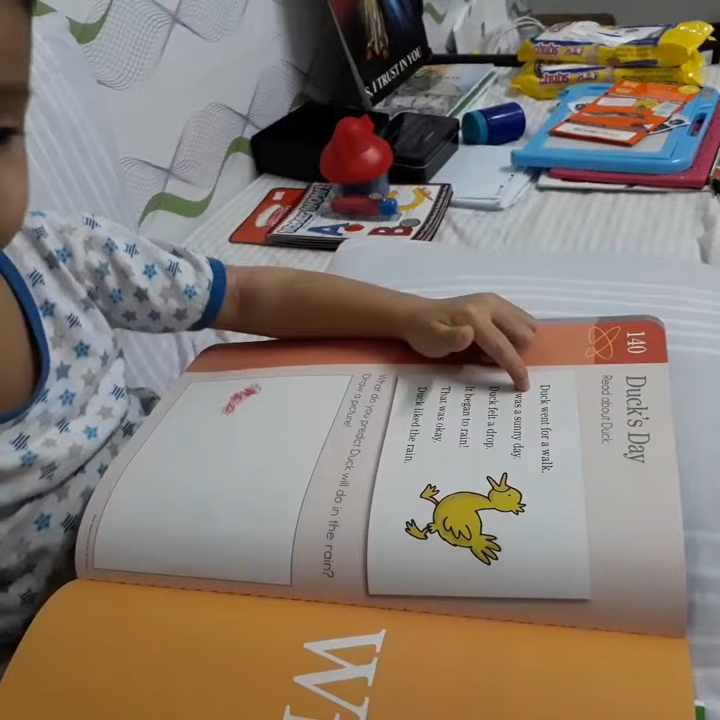 140
Duck's Day
Read about Duck.
Duck went for a walk.
was a sunny day.
Duck felt a drop.
It began to rain!
That was okay.
Duck liked the rain.
What do you predict Duck will do in the rain?
Draw a picture!
W
S, I TRUST IN YOU
A
B